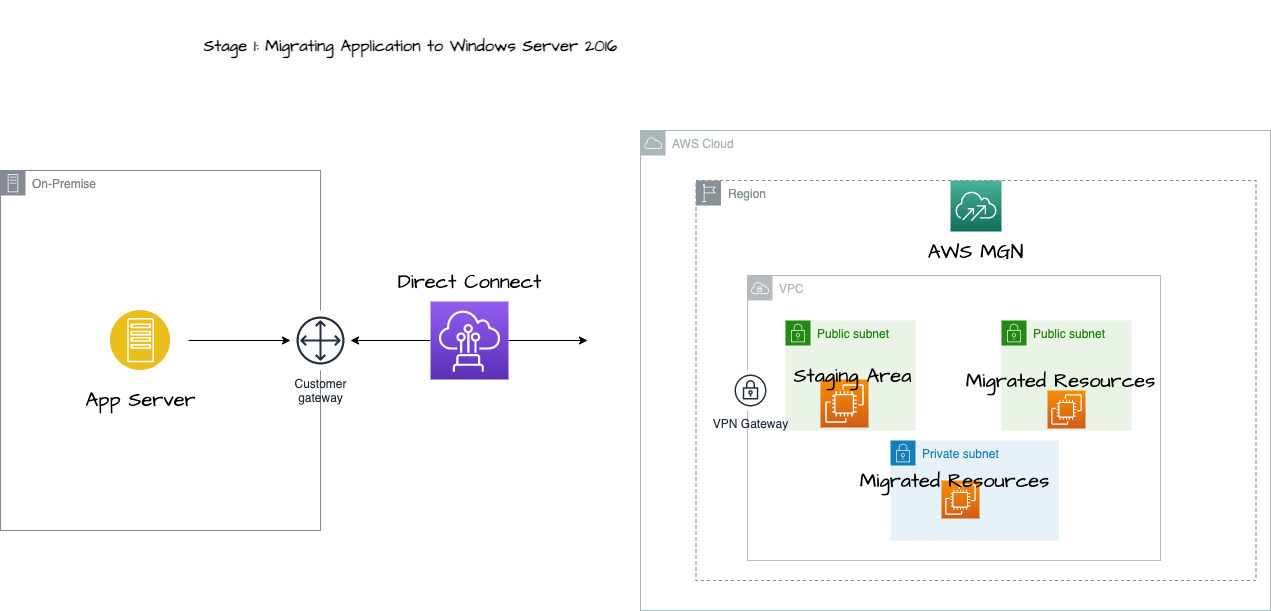 Stage 1: Migrating Application to Windows Server 2016
AWS Cloud
On-Premise
Region
AWS MGN
Direct Connect
VPC
Public subnet
Public subnet
Staging Area
Migrated Resources
Customer
gateway
App Server
VPN Gateway
Private subnet
Migrated Resources